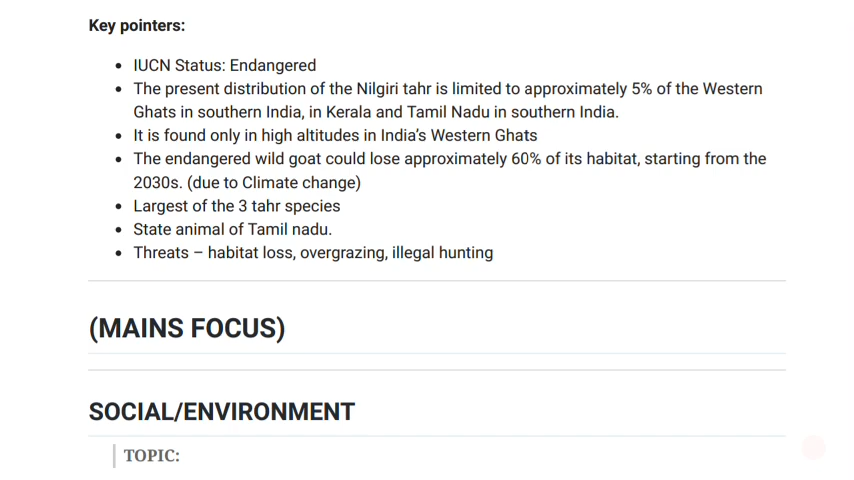 Key pointers:
• IUCN Status: Endangered
• The present distribution of the Nilgiri tahr is limited to approximately 5% of the Western
Ghats in southern India, in Kerala and Tamil Nadu in southern India.
• It is found only in high altitudes in India's Western Ghats
• The endangered wild goat could lose approximately 60% of its habitat, starting from the
2030s. (due to Climate change)
• Largest of the 3 tahr species
• State animal of Tamil nadu.
• Threats – habitat loss, overgrazing, illegal hunting
(MAINS FOCUS)
SOCIAL/ENVIRONMENT
TOPIC: